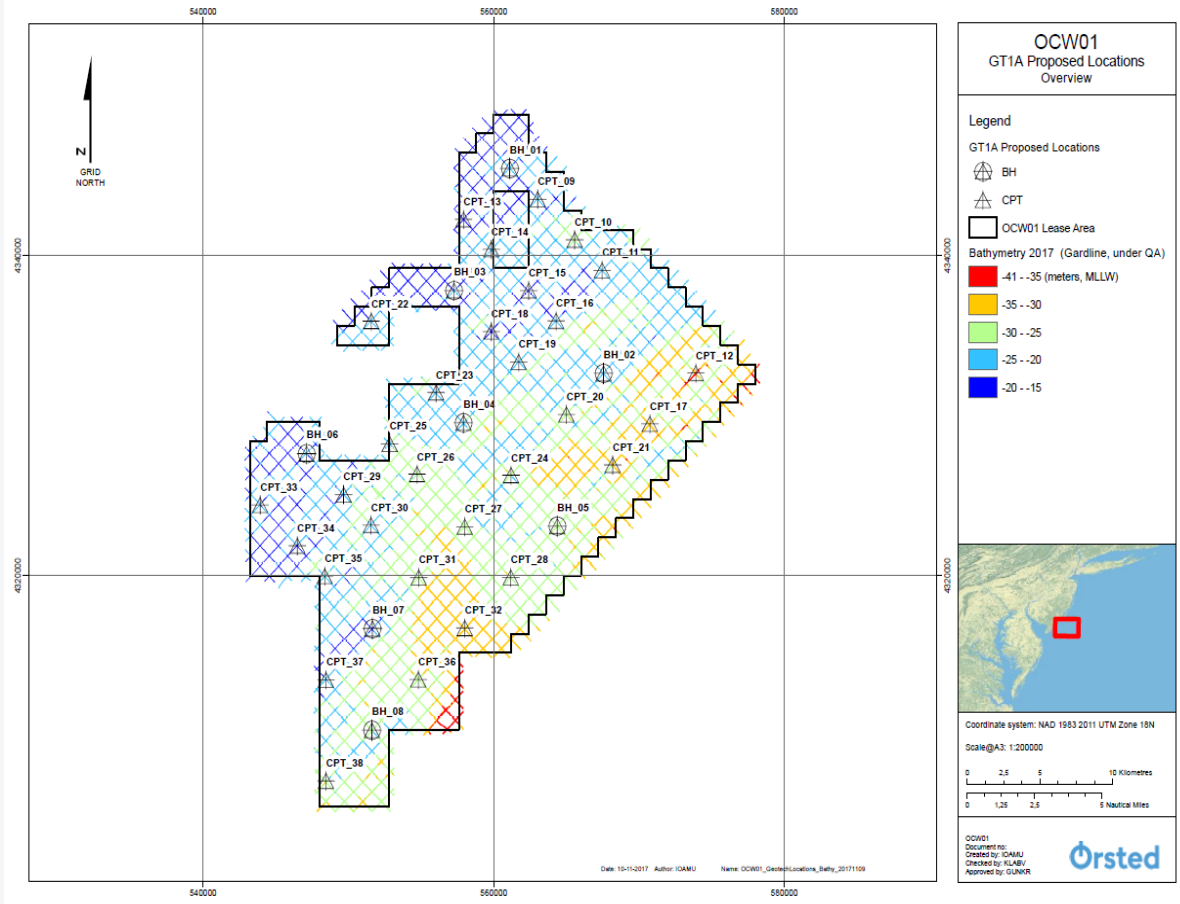 540000
560000
580000
OCW01
GT1A Proposed Locations
Overview
Legend
GT1A Proposed Locations
BH
CPT
OCW01 Lease Area
Bathymetry 2017 (Gardline, under QA)
-41 - -35 (meters, MLLW)
-35 - -30
-30 - -25
-25 - -20
-20 - -15
N
GRID
NORTH
BH_01
CPT_09
CPT_13
CPT_10
CPT_14
CPT_11
4340000
4340000
BH_03
CPT_15
CPT_22
CPT_16
CPT_18
CPT_19
BH_02
CPT_12
CPT_23
CPT_20
BH_04
CPT_17
CPT_25
BH_06
CPT_21
CPT_26
CPT_24
CPT_29
CPT_33
CPT_30
CPT_27
BH_05
CPT_34
CPT_35
CPT_31
CPT_28
4320000
4320000
BH_07
CPT_32
CPT_37
CPT_36
BH_08
CPT_38
Coordinate system: NAD 1983 2011 UTM Zone 18N
Scale@A3: 1:200000
0 2,5 5 10 Kilometres
0 1,25 2,5 5 Nautical Miles
OCW01
Document no:
Created by: IOAMU
Checked by: KLABV
Approved by: GUNKR
Ørsted
Date: 10-11-2017 Author: IOAMU Name: OCW01_GeotechLocations_Bathy_20171109
540000
560000
580000